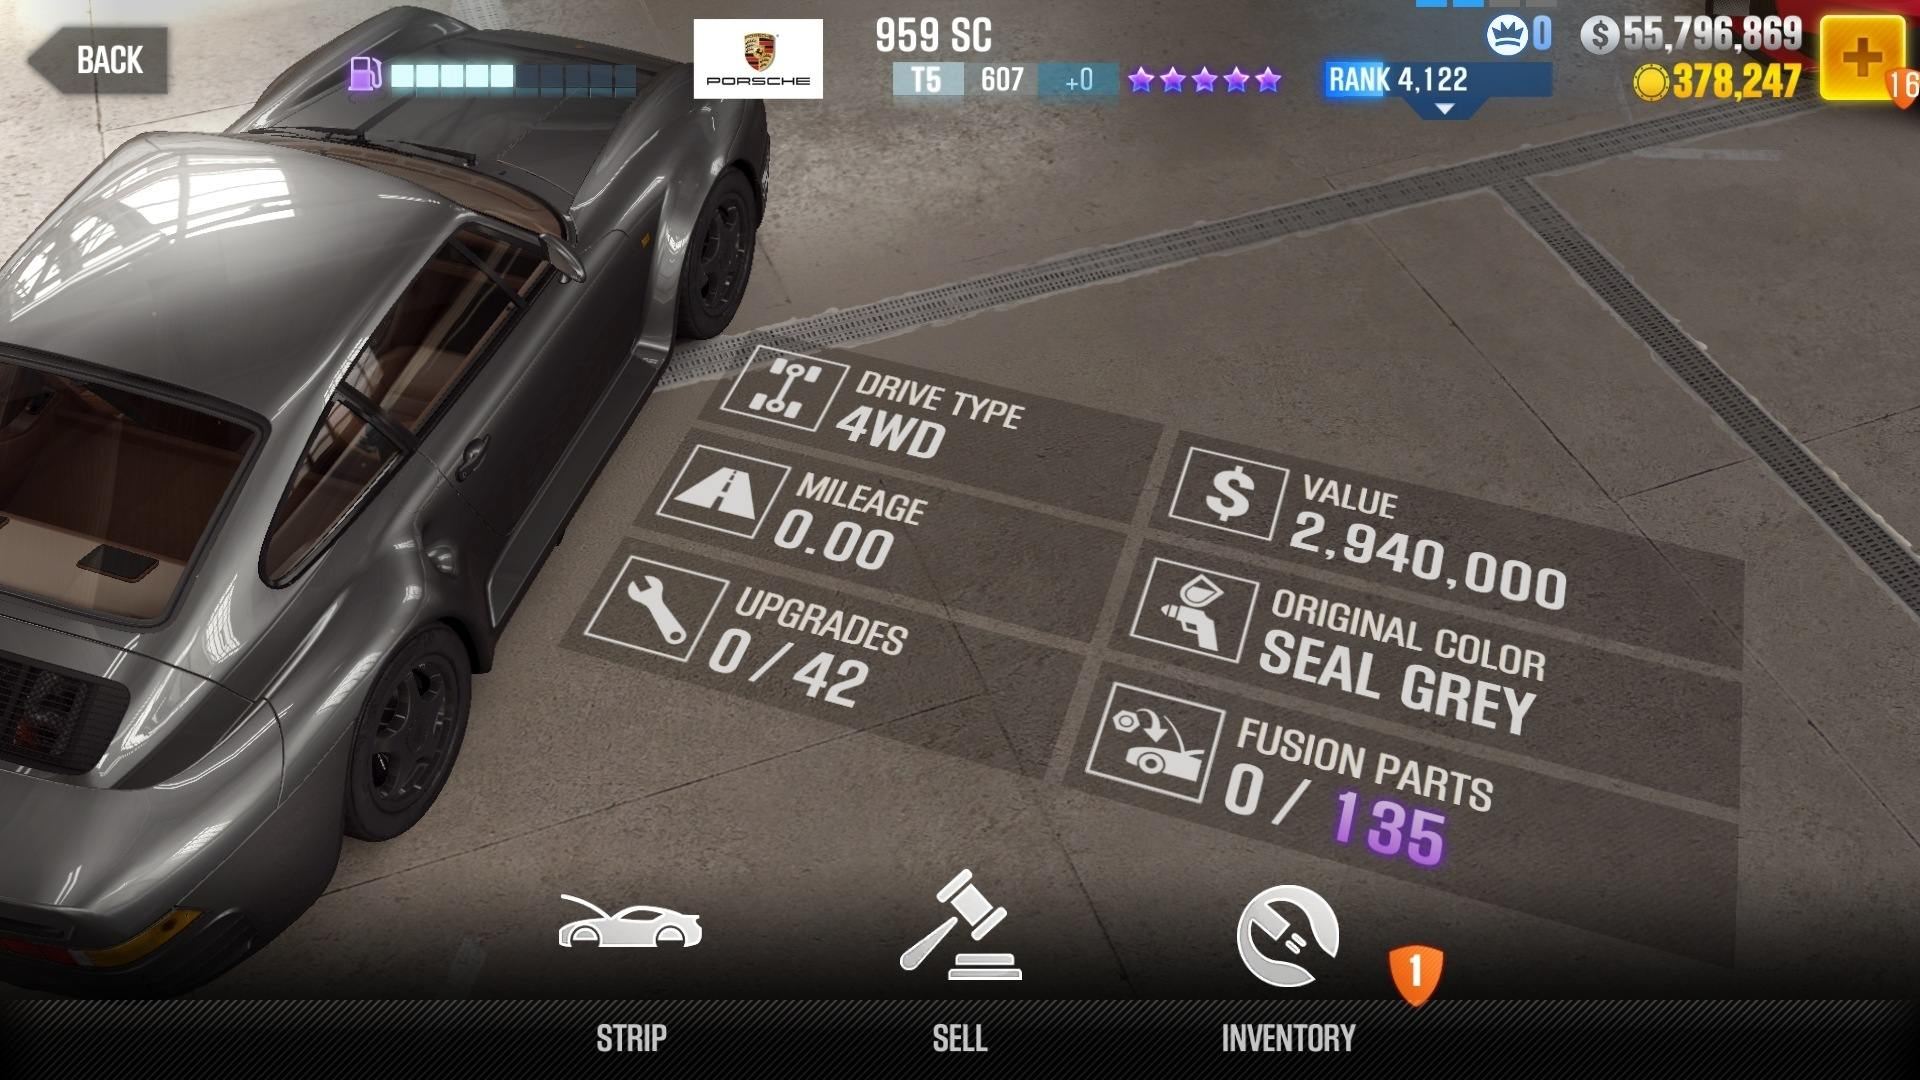 BACK
PORSCHE
959 SC
T5 607 +0
RANK 4,122
0
$55,796,869
378,247
+
16
DRIVE TYPE
4WD
MILEAGE
0.00
UPGRADES
0 / 42
$
VALUE
2,940,000
ORIGINAL COLOR
SEAL GREY
FUSION PARTS
0 / 135
STRIP
SELL
INVENTORY
1